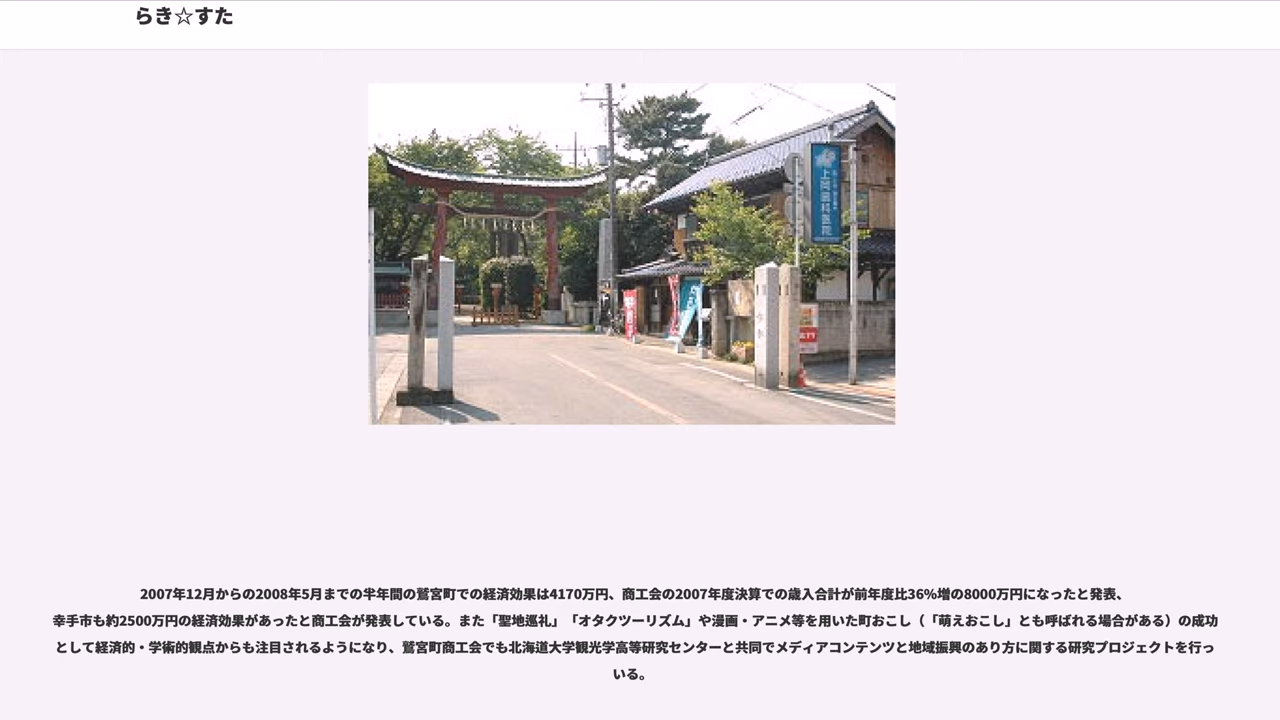 らき☆すた
上岡歯科医院
2007年12月からの2008年5月までの半年間の鷲宮町での経済効果は4170万円、商工会の2007年度決算での歳入合計が前年度比36%増の8000万円になったと発表、
幸手市も約2500万円の経済効果があったと商工会が発表している。また「聖地巡礼」「オタクツーリズム」や漫画・アニメ等を用いた町おこし（「萌えおこし」とも呼ばれる場合がある）の成功
として経済的・学術的観点からも注目されるようになり、鷲宮町商工会でも北海道大学観光学高等研究センターと共同でメディアコンテンツと地域振興のあり方に関する研究プロジェクトを行っ
いる。